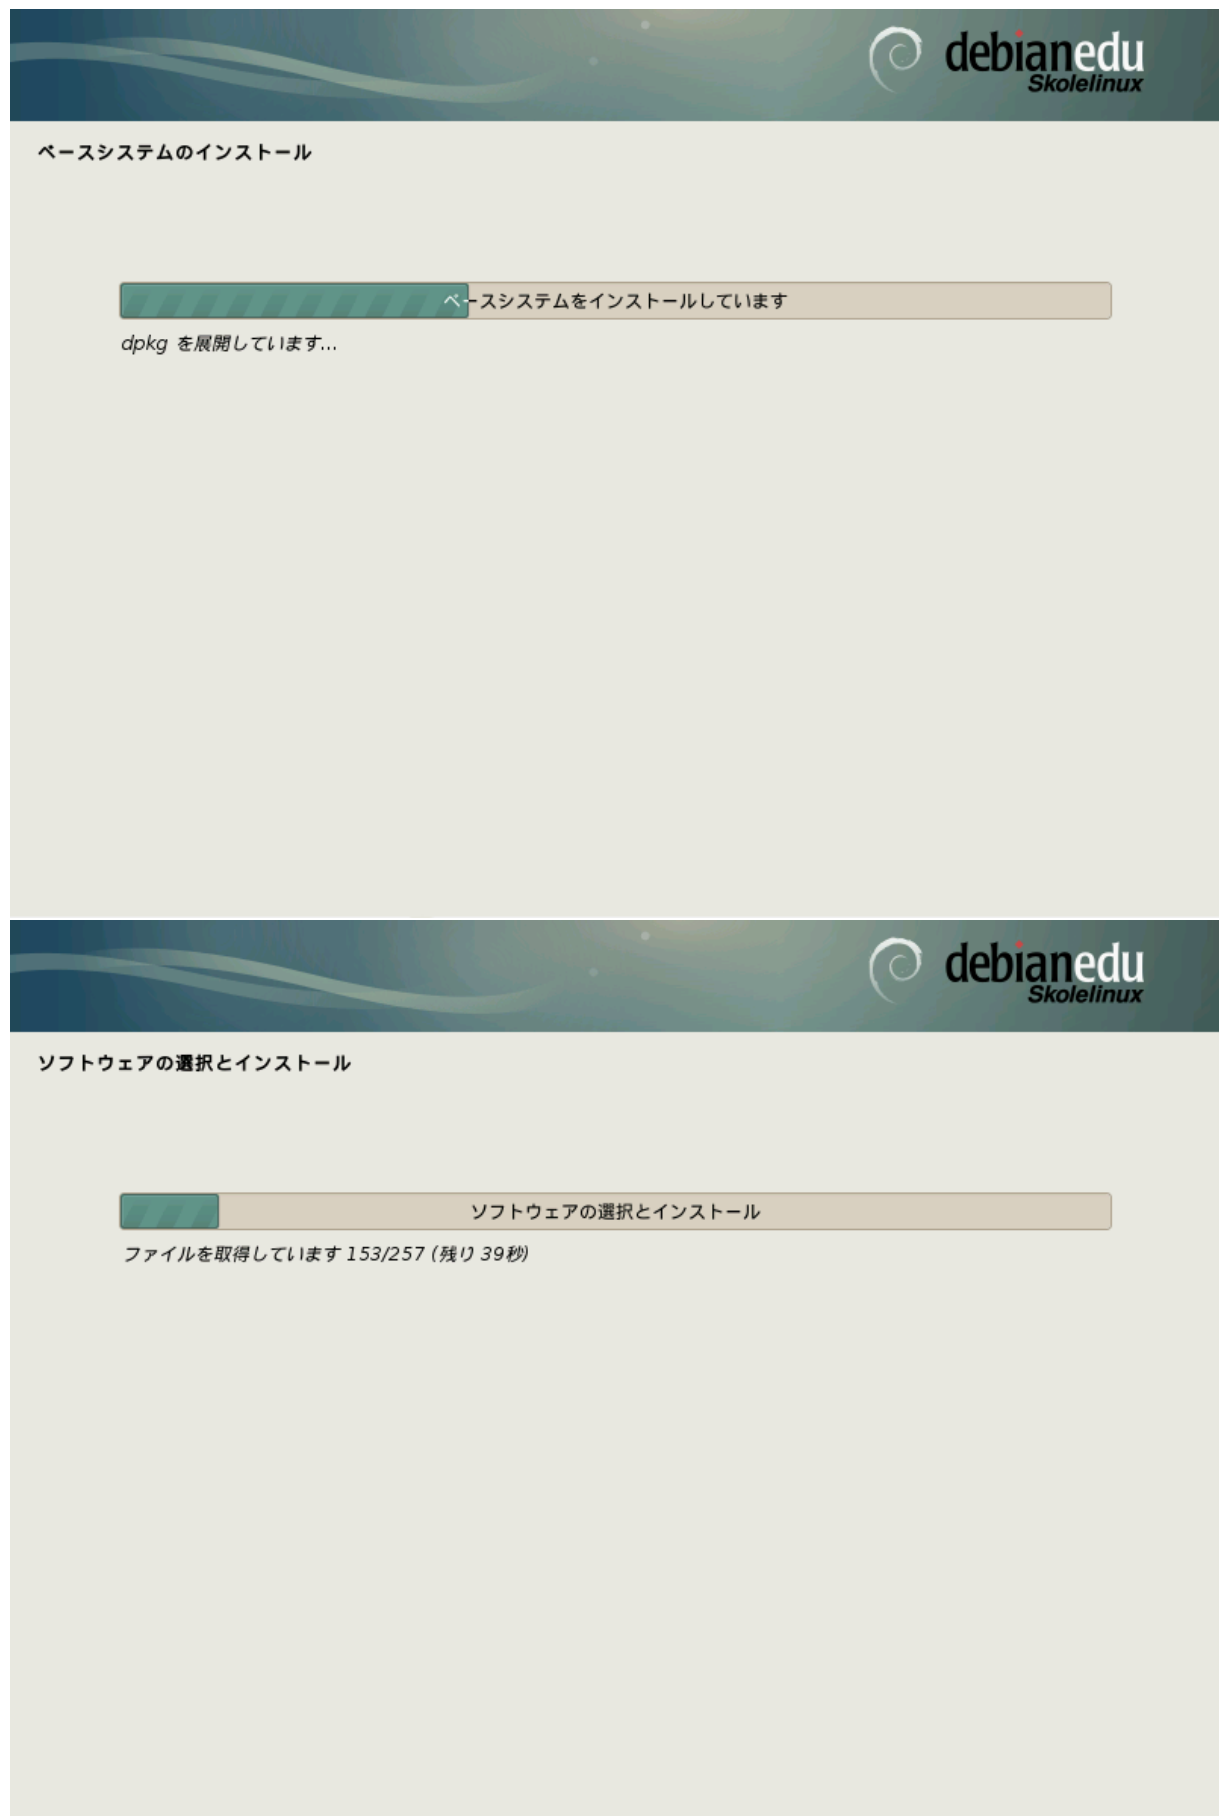 debianedu
Skolelinux
ベースシステムのインストール
ベースシステムをインストールしています
dpkg を展開しています...
debianedu
Skolelinux
ソフトウェアの選択とインストール
ソフトウェアの選択とインストール
ファイルを取得しています 153/257 (残り 39秒)